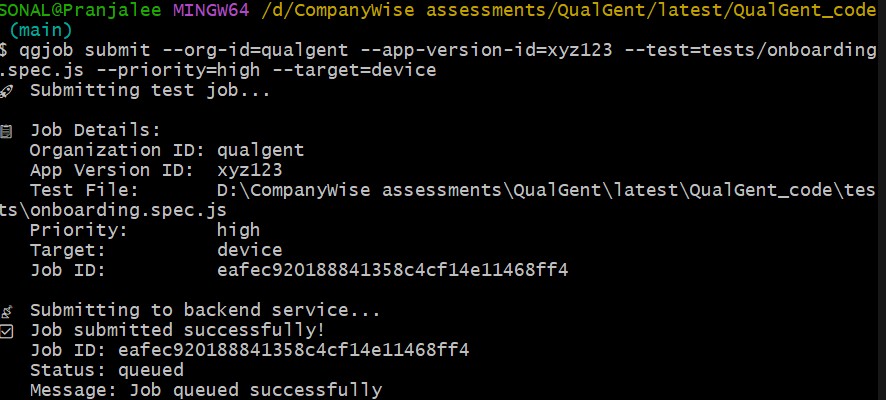 SONAL@Pranjalee MINGW64 /d/CompanyWise assessments/QualGent/latest/QualGent_code
(main)
$ qgjob submit --org-id=qualgent --app-version-id=xyz123 --test=tests/onboarding
.spec.js --priority=high --target=device
🚀 Submitting test job...
📋 Job Details:
Organization ID: qualgent
App Version ID:  xyz123
Test File:       D:\CompanyWise assessments\QualGent\latest\QualGent_code\tes
ts\onboarding.spec.js
Priority:        high
Target:          device
Job ID:          eafec920188841358c4cf14e11468ff4
Submitting to backend service...
☑ Job submitted successfully!
Job ID: eafec920188841358c4cf14e11468ff4
Status: queued
Message: Job queued successfully